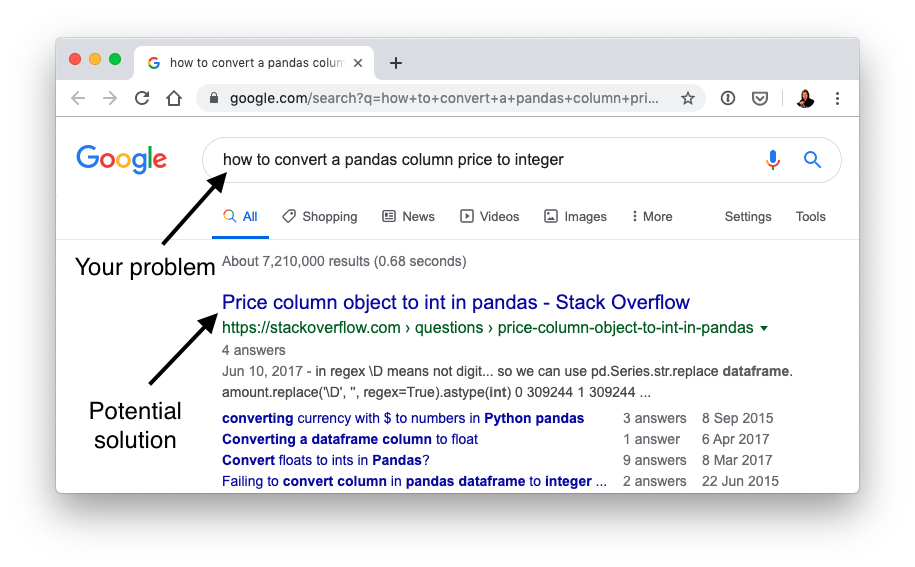 how to convert a pandas colum
google.com/search?q=how+to+convert+a+pandas+column+pri...
Google
how to convert a pandas column price to integer
All Shopping News Videos Images More Settings Tools
Your problem
About 7,210,000 results (0.68 seconds)
Price column object to int in pandas - Stack Overflow
https://stackoverflow.com › questions › price-column-object-to-int-in-pandas
4 answers
Jun 10, 2017 - in regex \D means not digit... so we can use pd.Series.str.replace dataframe.
amount.replace('\D', '', regex=True).astype(int) 0 309244 1 309244 ...
Potential
solution
converting currency with $ to numbers in Python pandas 3 answers 8 Sep 2015
Converting a dataframe column to float 1 answer 6 Apr 2017
Convert floats to ints in Pandas? 9 answers 8 Mar 2017
Failing to convert column in pandas dataframe to integer ... 2 answers 22 Jun 2015